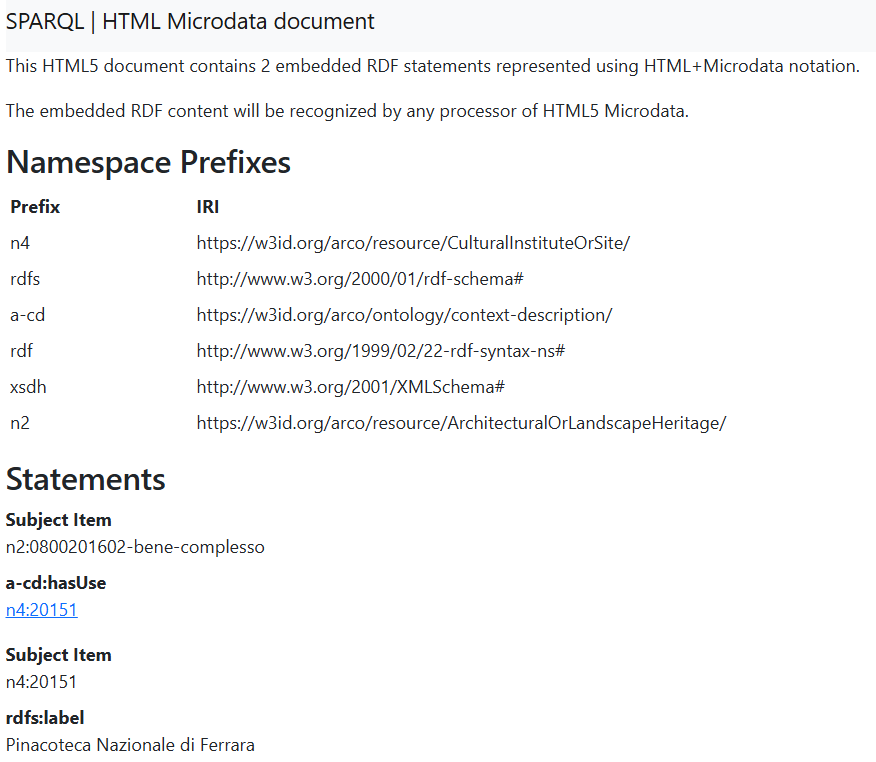 SPARQL | HTML Microdata document
This HTML5 document contains 2 embedded RDF statements represented using HTML+Microdata notation.
The embedded RDF content will be recognized by any processor of HTML5 Microdata.
Namespace Prefixes
Prefix IRI
n4 https://w3id.org/arco/resource/CulturalInstituteOrSite/
rdfs http://www.w3.org/2000/01/rdf-schema#
a-cd https://w3id.org/arco/ontology/context-description/
rdf http://www.w3.org/1999/02/22-rdf-syntax-ns#
xsdh http://www.w3.org/2001/XMLSchema#
n2 https://w3id.org/arco/resource/ArchitecturalOrLandscapeHeritage/
Statements
Subject Item
n2:0800201602-bene-complesso
a-cd:hasUse
n4:20151
Subject Item
n4:20151
rdfs:label
Pinacoteca Nazionale di Ferrara